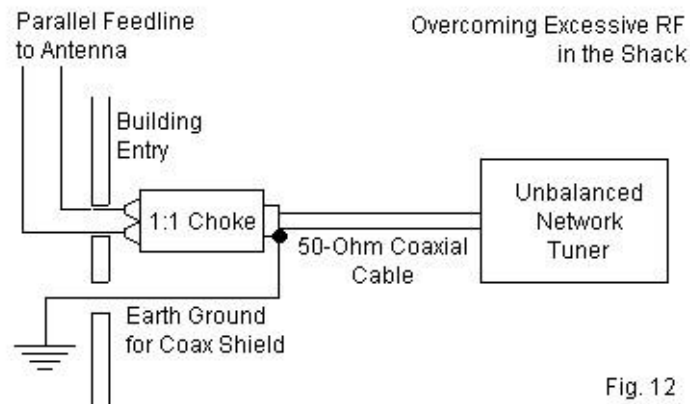 Parallel Feedline
to Antenna
Overcoming Excessive RF
in the Shack
Building
Entry
1:1 Choke
50-Ohm Coaxial
Cable
Unbalanced
Network
Tuner
Earth Ground
for Coax Shield
Fig. 12